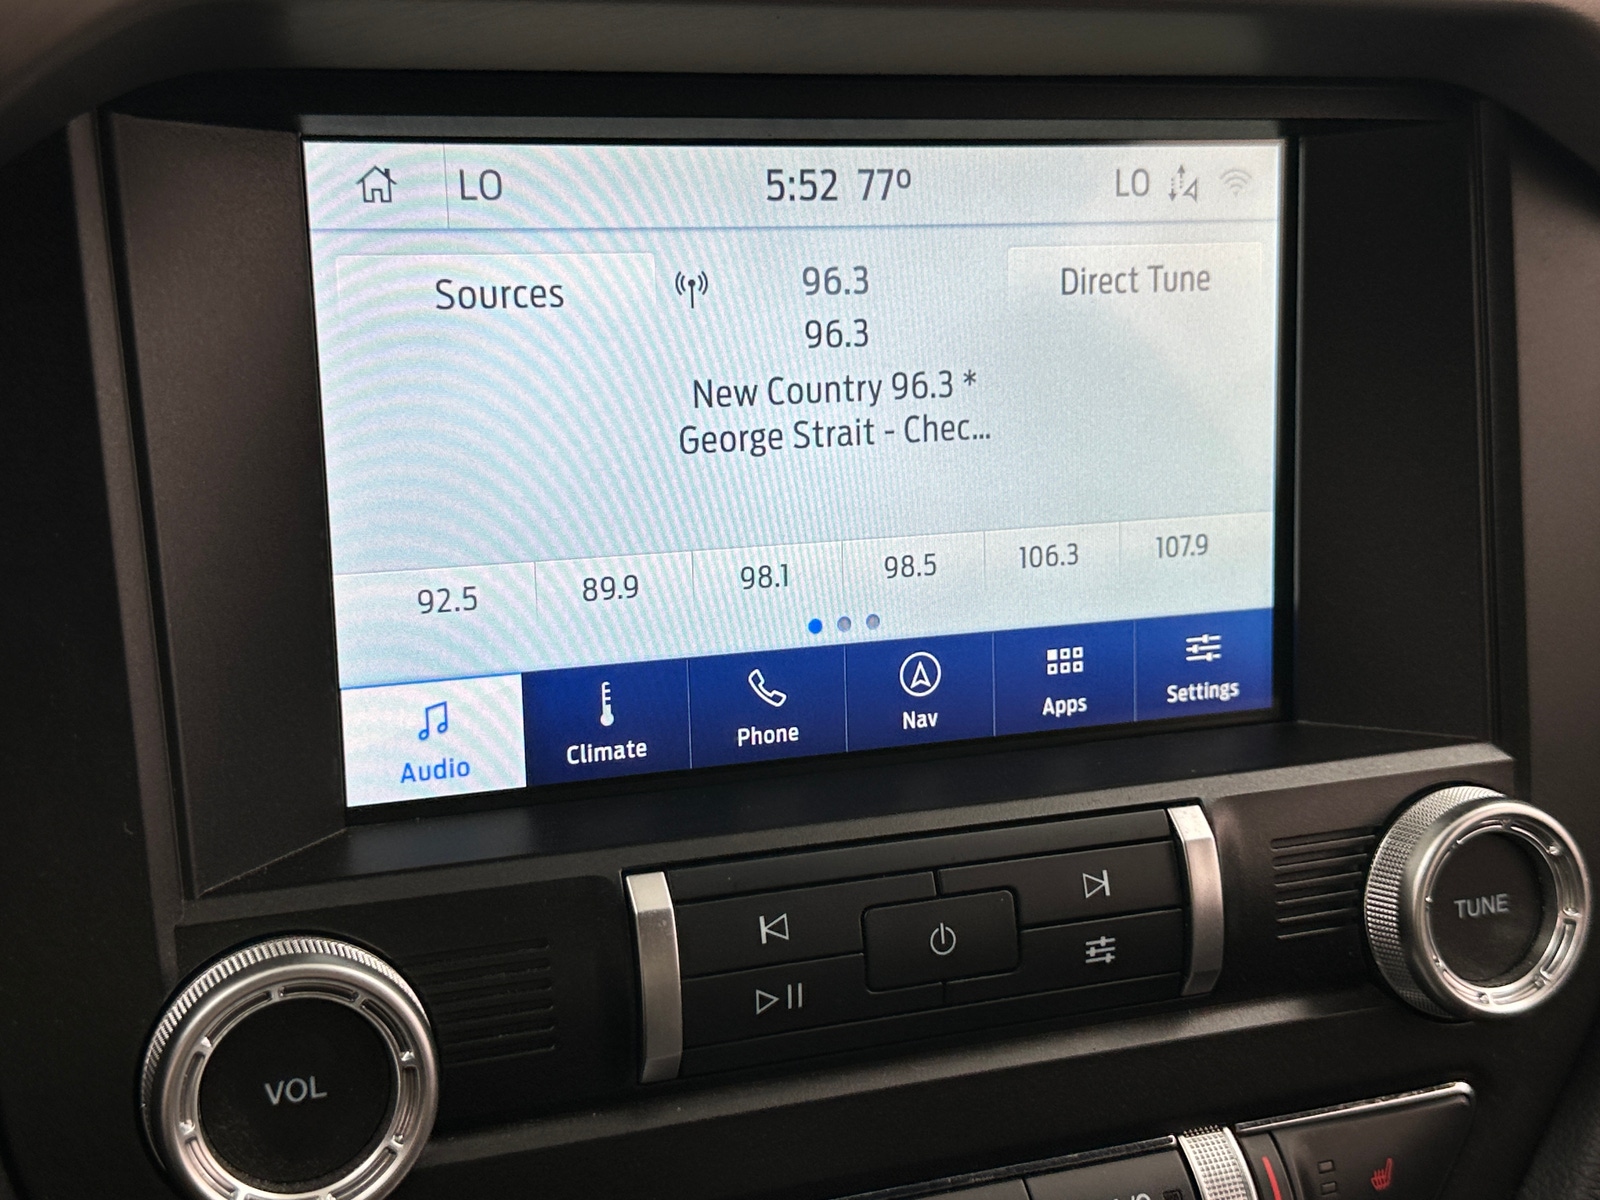 LO
5:52 77°
LO
Sources
96.3
Direct Tune
96.3
New Country 96.3 *
George Strait - Chec...
92.5
89.9
98.1
98.5
106.3
107.9
Audio
Climate
Phone
Nav
Apps
Settings
TUNE
VOL